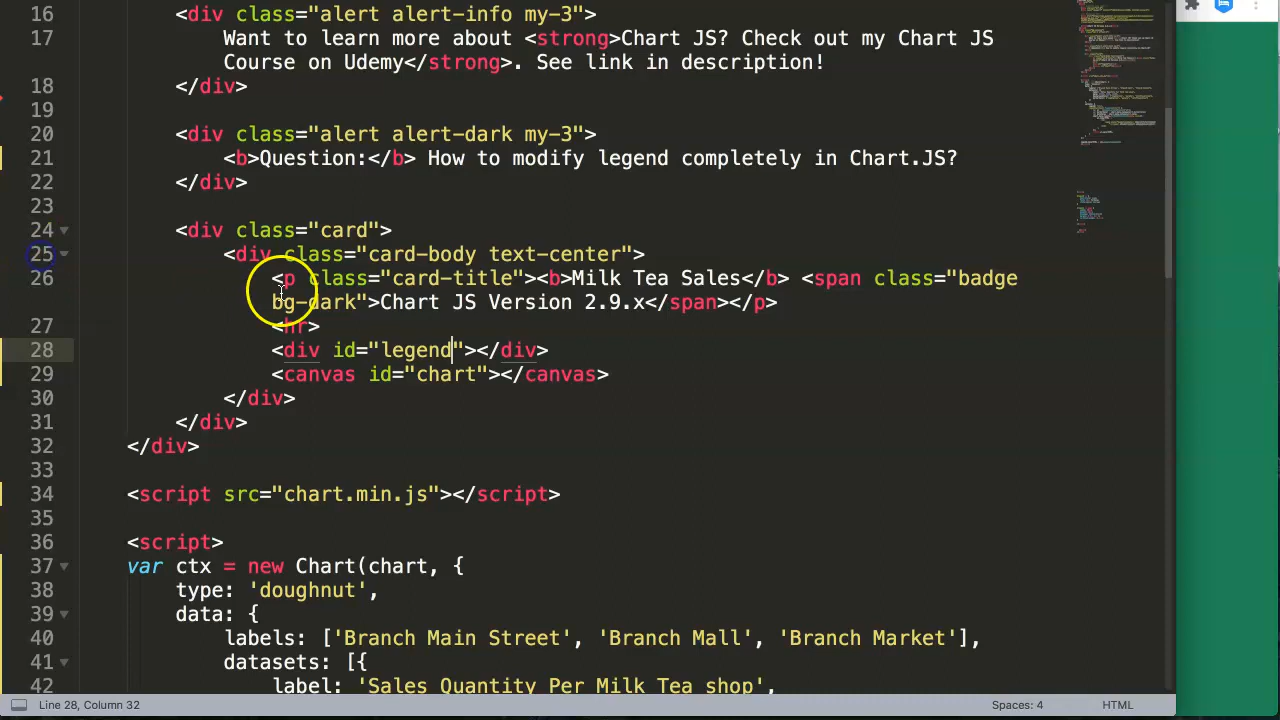 16 <div class="alert alert-info my-3">
17 Want to learn more about <strong>Chart JS? Check out my Chart JS
Course on Udemy</strong>. See link in description!
18 </div>
19
20 <div class="alert alert-dark my-3">
21 <b>Question:</b> How to modify legend completely in Chart.JS?
22 </div>
23
24 <div class="card">
25 <div class="card-body text-center">
26 <p class="card-title"><b>Milk Tea Sales</b> <span class="badge
bg-dark">Chart JS Version 2.9.x</span></p>
27 <hr>
28 <div id="legend"></div>
29 <canvas id="chart"></canvas>
30 </div>
31 </div>
32 </div>
33
34 <script src="chart.min.js"></script>
35
36 <script>
37 var ctx = new Chart(chart, {
38 type: 'doughnut',
39 data: {
40 labels: ['Branch Main Street', 'Branch Mall', 'Branch Market'],
41 datasets: [{
42 label: 'Sales Quantity Per Milk Tea shop',
Line 28, Column 32 Spaces: 4 HTML